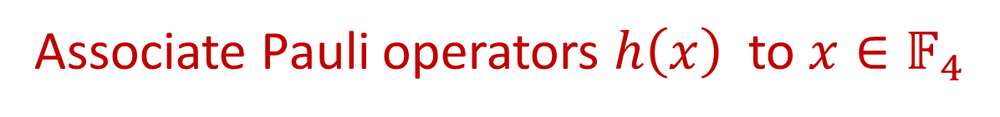 Associate Pauli operators ℎ(𝑥) to 𝑥 ∈ 𝔽₄